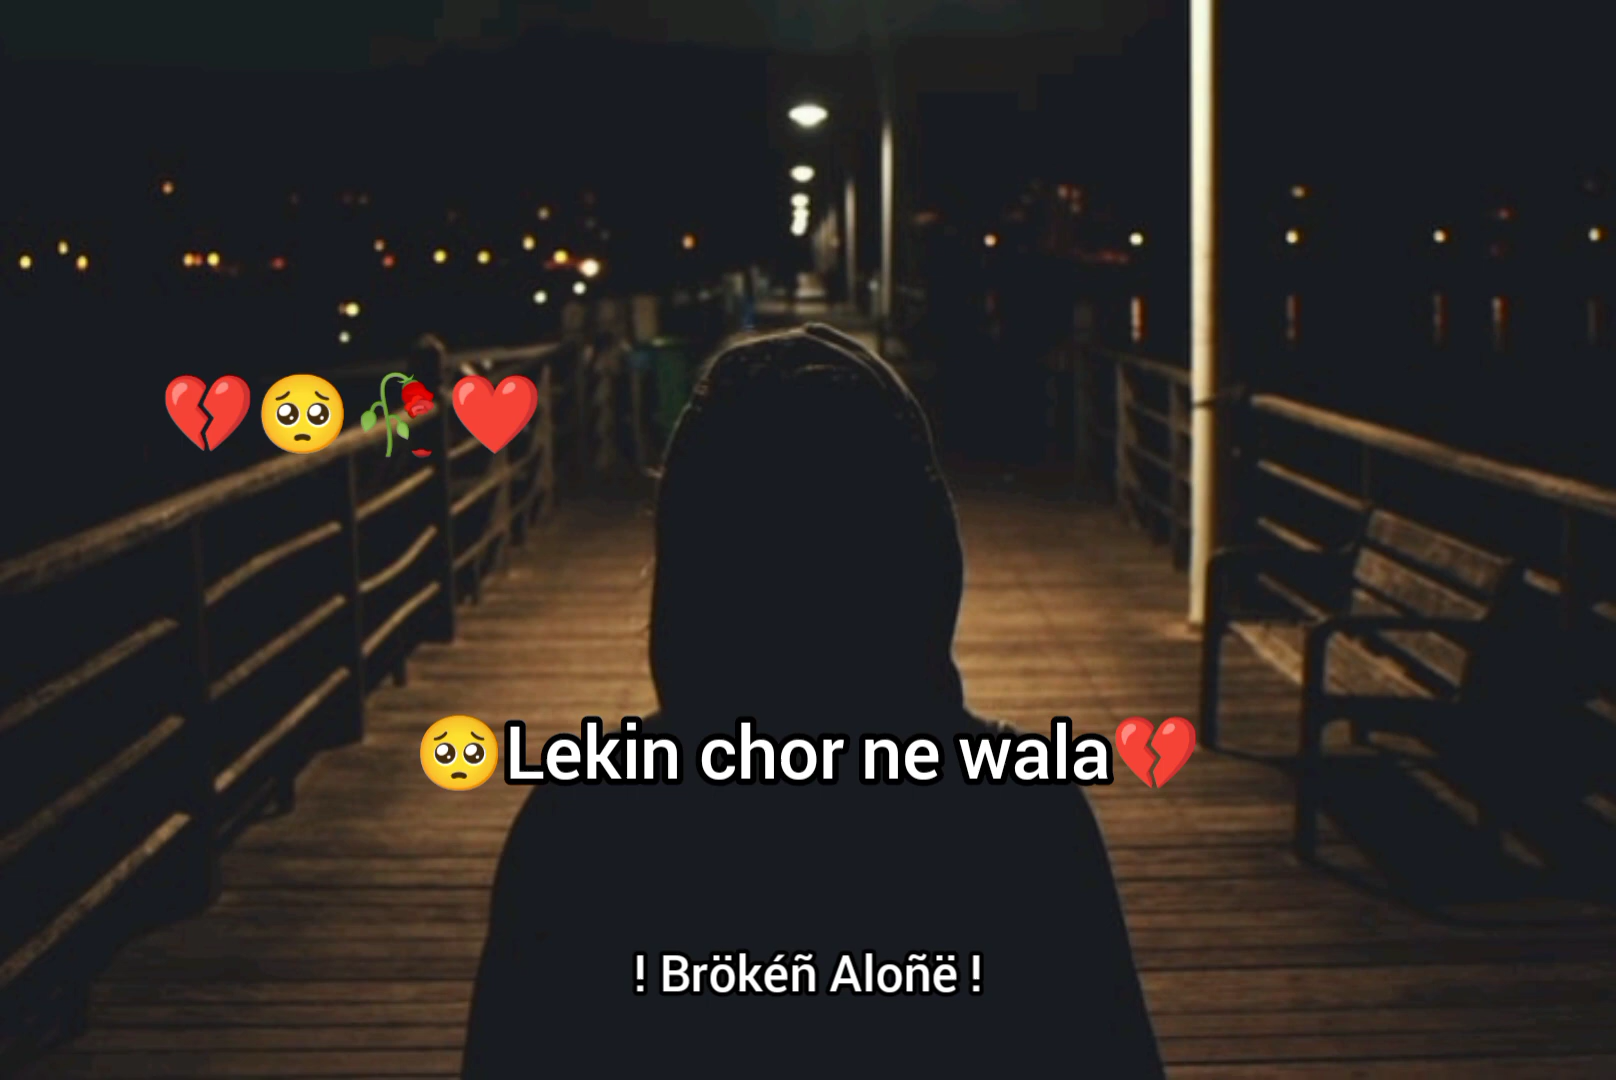 💔🥺🥀❤️
🥺Lekin chor ne wala💔
! Brökéñ Aloñë !